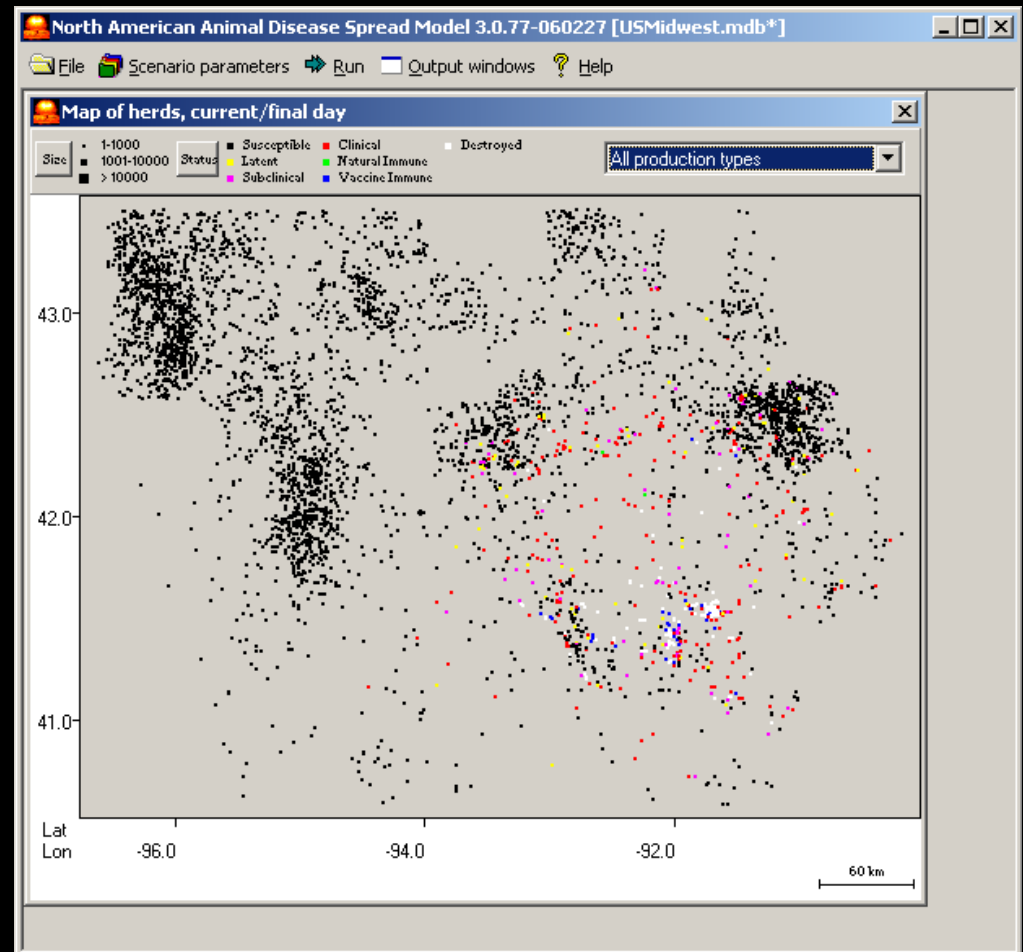 North American Animal Disease Spread Model 3.0.77-060227 [USMidwest.mdb*]
File Scenario parameters Run Output windows ? Help
Map of herds, current/final day
Size
1-1000
1001-10000
> 10000
Status
Susceptible
Latent
Subclinical
Clinical
Natural Immune
Vaccine Immune
Destroyed
All production types
43.0
42.0
41.0
Lat
Lon
-96.0 -94.0 -92.0
60 km